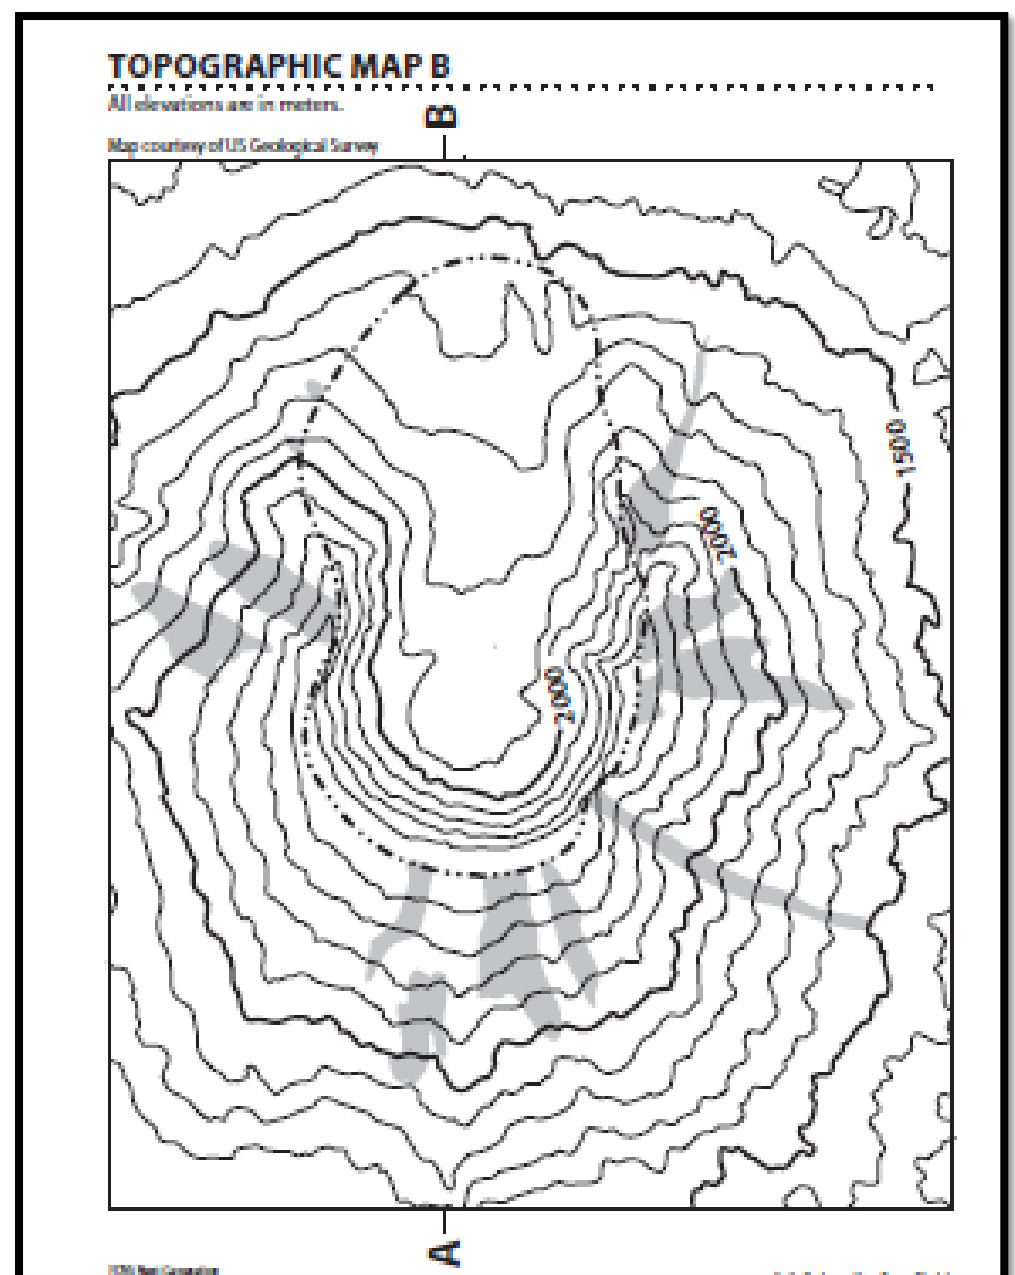 TOPOGRAPHIC MAP B
All elevations are in meters.
B
Map courtesy of US Geological Survey
1500
2000
2000
A